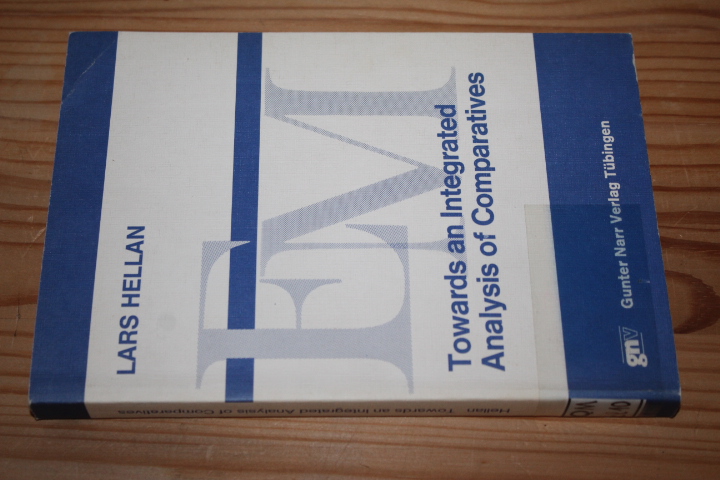 LARS HELLAN
FM
Towards an Integrated
Analysis of Comparatives
gnv
Gunter Narr Verlag Tübingen
Hellan Towards an Integrated Analysis of Comparatives